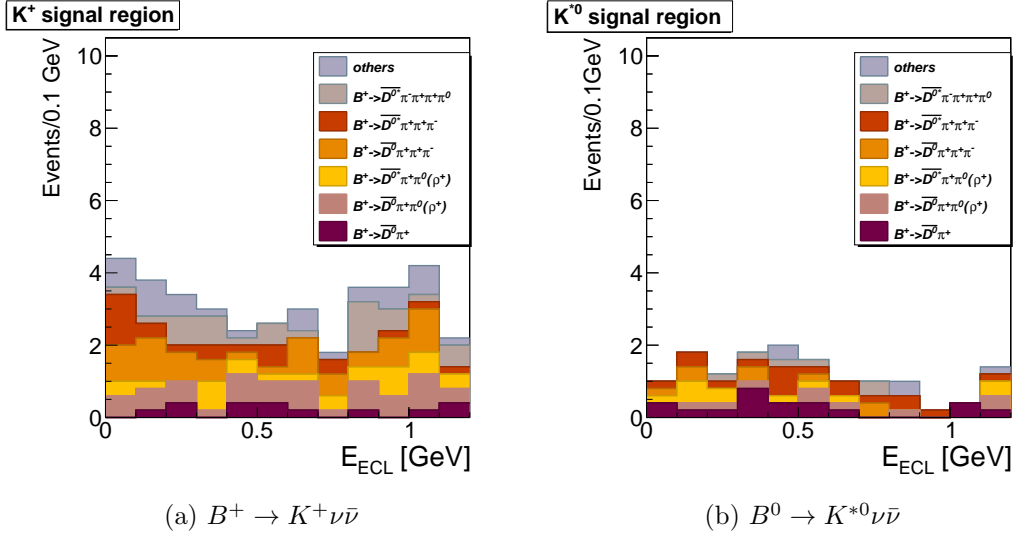 K⁺ signal region
Events/0.1 GeV
10
8
6
4
2
0
others
B⁺->D̅⁰*π⁻π⁺π⁺π⁰
B⁺->D̅⁰*π⁺π⁺π⁻
B⁺->D̅⁰π⁺π⁺π⁻
B⁺->D̅⁰*π⁺π⁰(ρ⁺)
B⁺->D̅⁰π⁺π⁰(ρ⁺)
B⁺->D̅⁰π⁺
0 0.5 1
E_ECL [GeV]
(a) B⁺ → K⁺νν̄
K*⁰ signal region
Events/0.1GeV
10
8
6
4
2
0
others
B⁺->D̅⁰*π⁻π⁺π⁺π⁰
B⁺->D̅⁰*π⁺π⁺π⁻
B⁺->D̅⁰π⁺π⁺π⁻
B⁺->D̅⁰*π⁺π⁰(ρ⁺)
B⁺->D̅⁰π⁺π⁰(ρ⁺)
B⁺->D̅⁰π⁺
0 0.5 1
E_ECL [GeV]
(b) B⁰ → K*⁰νν̄